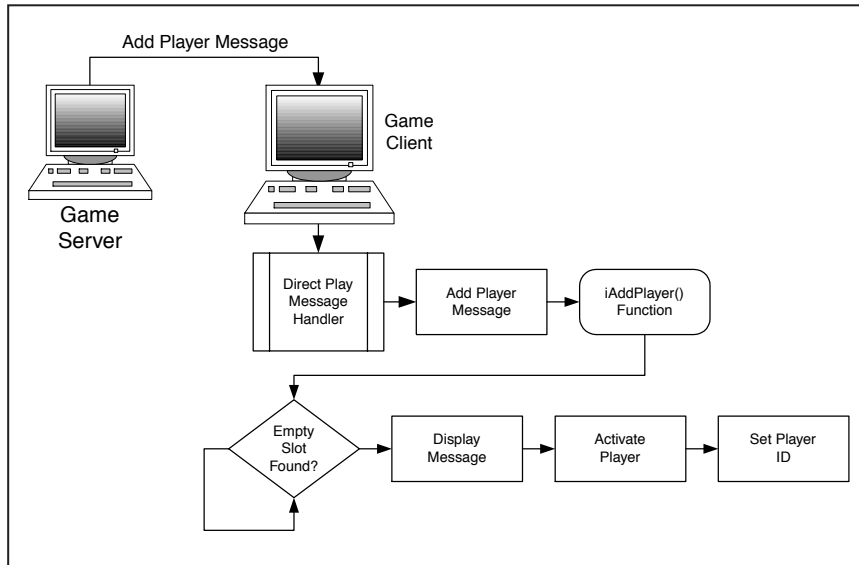 Add Player Message
Game
Client
Game
Server
Direct Play
Message
Handler
Add Player
Message
iAddPlayer()
Function
Empty
Slot
Found?
Display
Message
Activate
Player
Set Player
ID